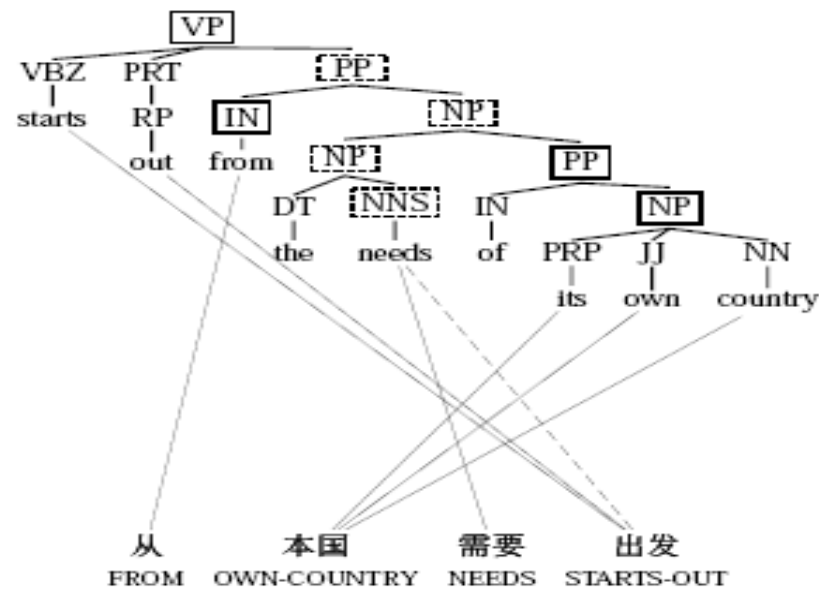 VP
VBZ PRT PP
starts RP IN NP
out from NP PP
DT NNS IN NP
the needs of PRP JJ NN
its own country
从 本国 需要 出发
FROM OWN-COUNTRY NEEDS STARTS-OUT